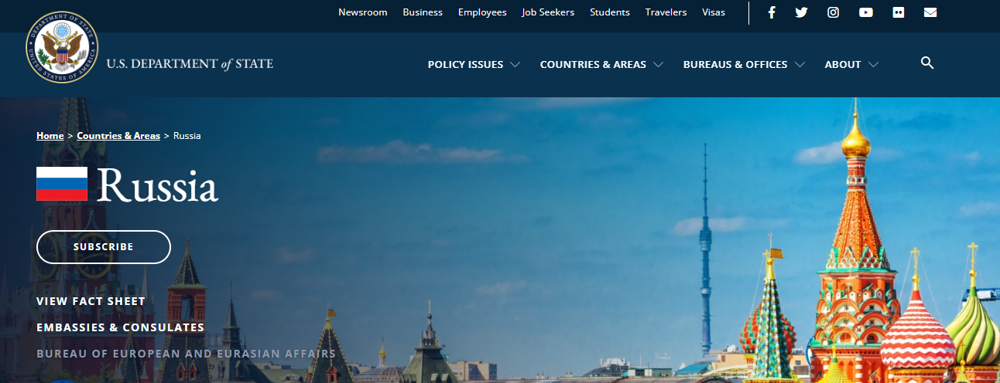 Newsroom Business Employees Job Seekers Students Travelers Visas
DEPARTMENT OF STATE
UNITED STATES OF AMERICA
U.S. DEPARTMENT of STATE
POLICY ISSUES COUNTRIES & AREAS BUREAUS & OFFICES ABOUT
Home > Countries & Areas > Russia
Russia
SUBSCRIBE
VIEW FACT SHEET
EMBASSIES & CONSULATES
BUREAU OF EUROPEAN AND EURASIAN AFFAIRS